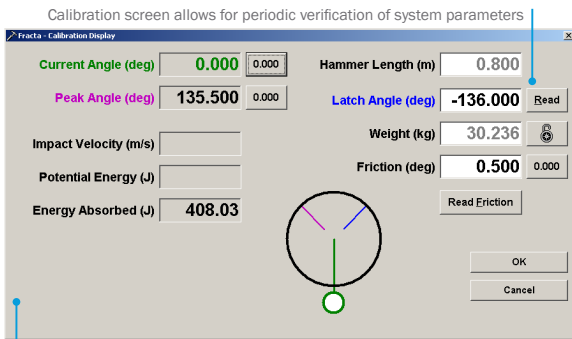 Calibration screen allows for periodic verification of system parameters
Fracta - Calibration Display
Current Angle (deg) 0.000 0.000 Hammer Length (m) 0.800
Peak Angle (deg) 135.500 0.000 Latch Angle (deg) -136.000 Read
Weight (kg) 30.236
Impact Velocity (m/s)
Friction (deg) 0.500 0.000
Potential Energy (J)
Read Friction
Energy Absorbed (J) 408.03
OK
Cancel